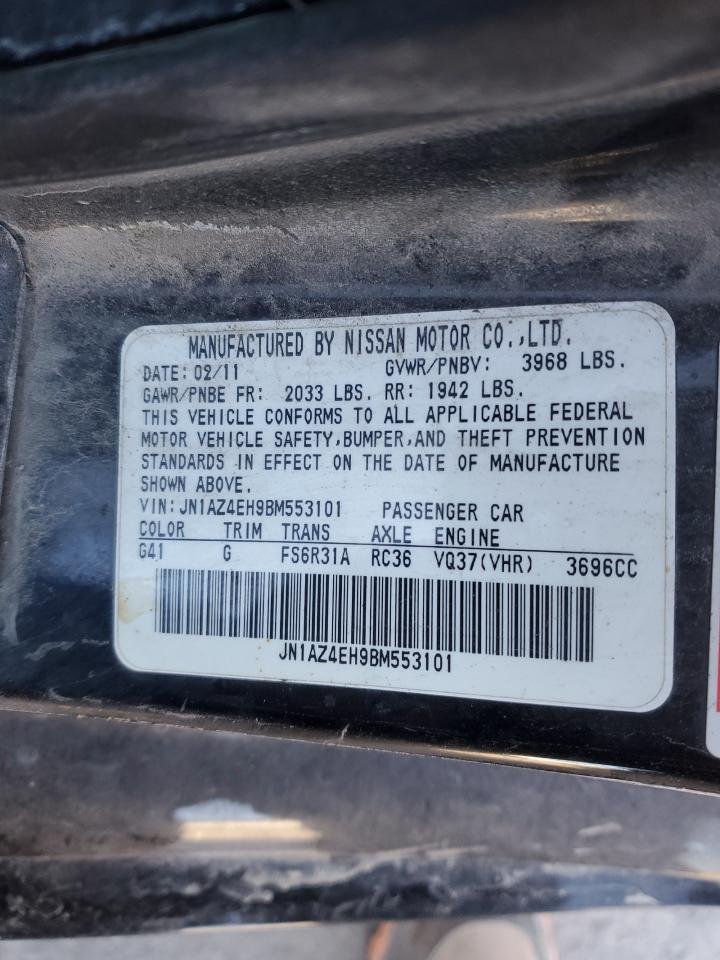 MANUFACTURED BY NISSAN MOTOR CO.,LTD.
DATE: 02/11 GVWR/PNBV: 3968 LBS.
GAWR/PNBE FR: 2033 LBS. RR: 1942 LBS.
THIS VEHICLE CONFORMS TO ALL APPLICABLE FEDERAL
MOTOR VEHICLE SAFETY,BUMPER,AND THEFT PREVENTION
STANDARDS IN EFFECT ON THE DATE OF MANUFACTURE
SHOWN ABOVE.
VIN:JN1AZ4EH9BM553101 PASSENGER CAR
COLOR TRIM TRANS AXLE ENGINE
G41 G FS6R31A RC36 VQ37(VHR) 3696CC
JN1AZ4EH9BM553101